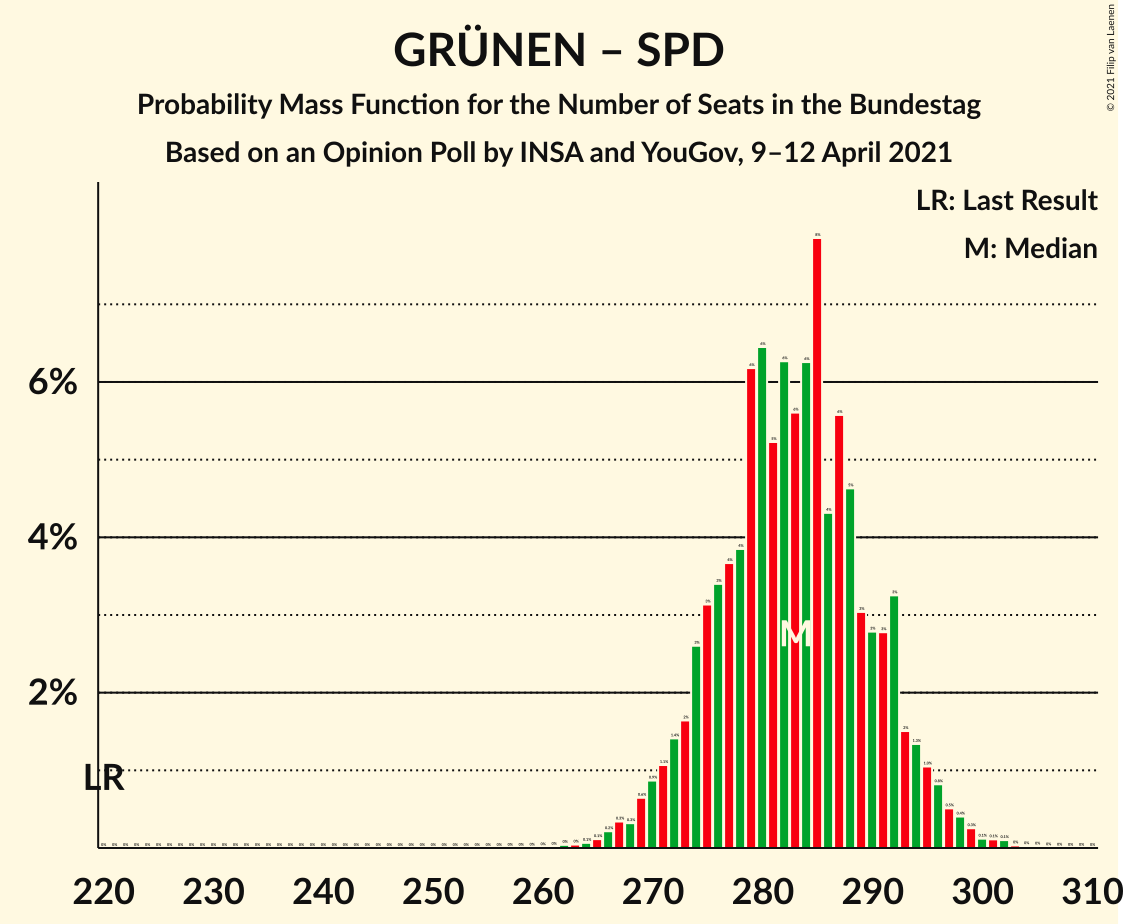 GRÜNEN – SPD
Probability Mass Function for the Number of Seats in the Bundestag
Based on an Opinion Poll by INSA and YouGov, 9–12 April 2021
© 2021 Filip van Laenen
LR: Last Result
M: Median
6%
4%
2%
LR
M
220 230 240 250 260 270 280 290 300 310